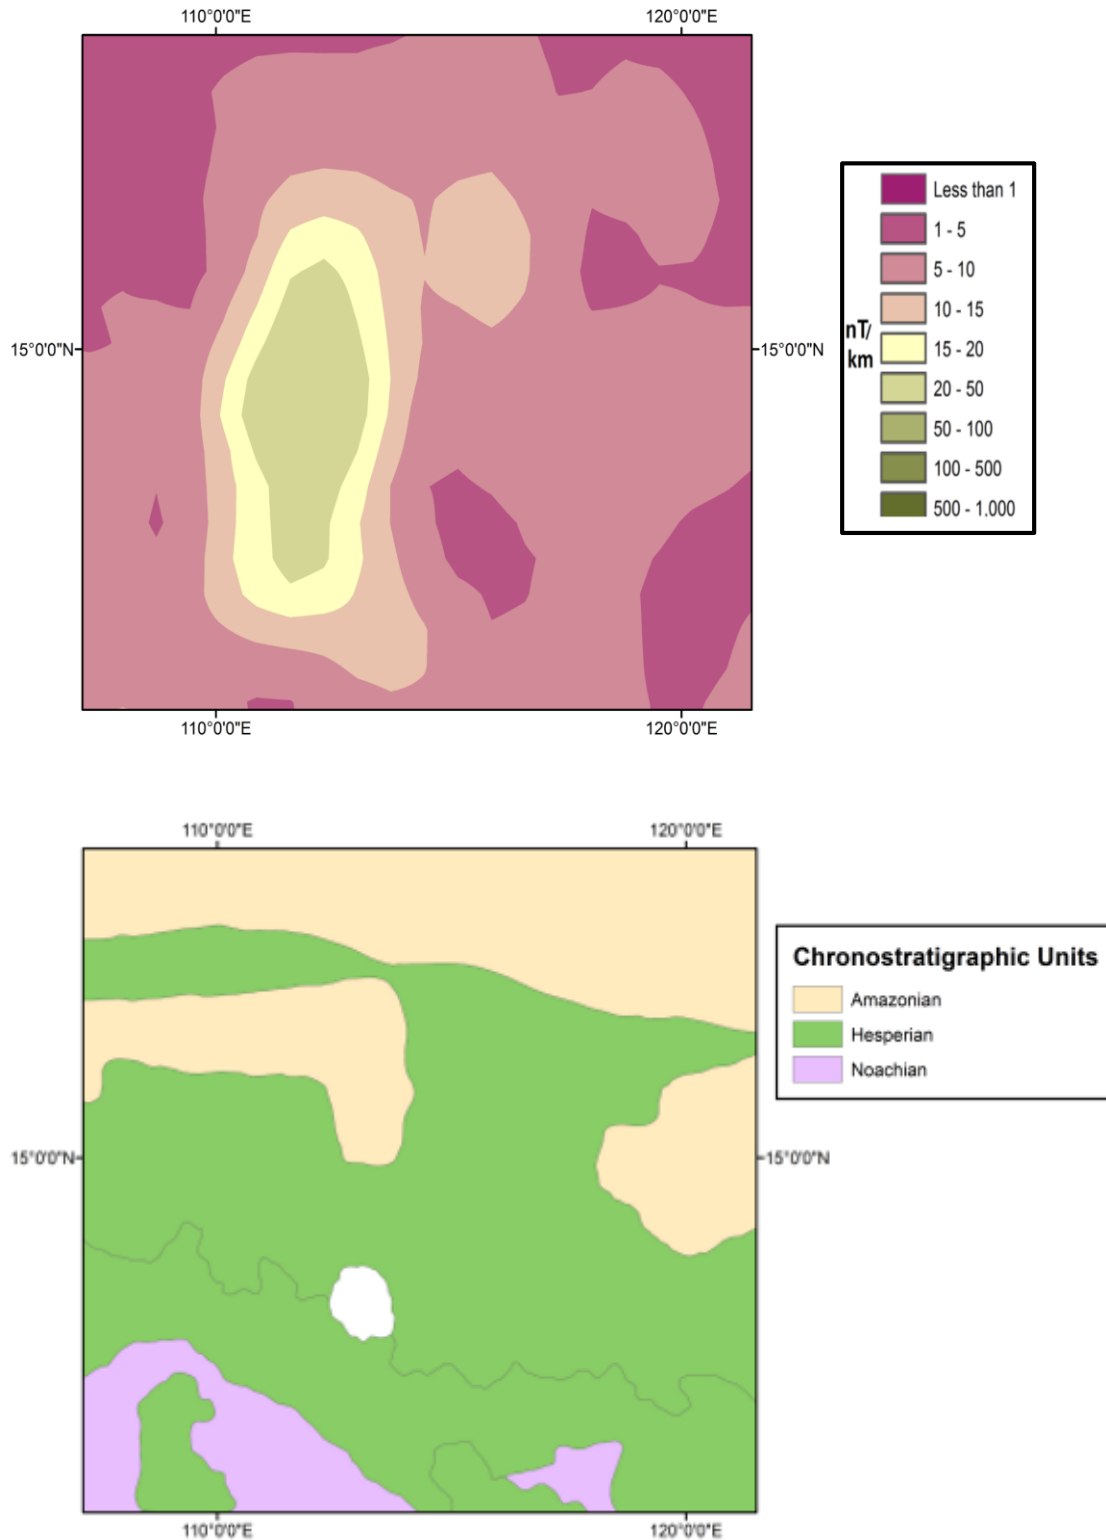 110°0'0"E 120°0'0"E
Less than 1
1 - 5
5 - 10
10 - 15
nT/
km
15 - 20
20 - 50
50 - 100
100 - 500
500 - 1.000
15°0'0"N 15°0'0"N
110°0'0"E 120°0'0"E
110°0'0"E 120°0'0"E
Chronostratigraphic Units
Amazonian
Hesperian
Noachian
15°0'0"N 15°0'0"N
110°0'0"E 120°0'0"E